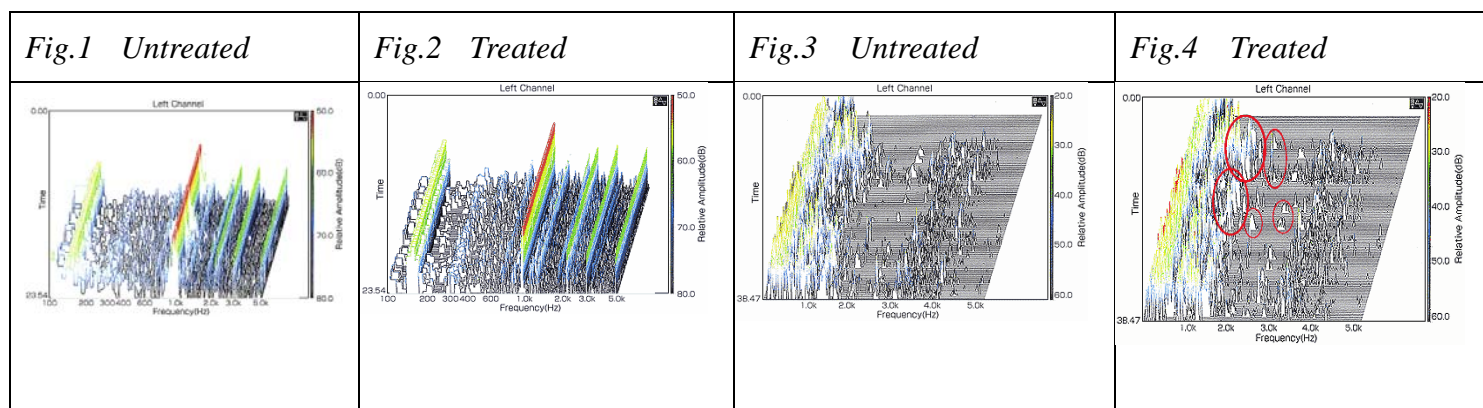 Fig.1 Untreated
Fig.2 Treated
Fig.3 Untreated
Fig.4 Treated
Left Channel
0.00
50.0
60.0
70.0
80.0
Relative Amplitude(dB)
Time
23.54
100 200 300 400 600 1.0k 2.0k 3.0k 5.0k
Frequency(Hz)
Left Channel
0.00
50.0
60.0
70.0
80.0
Relative Amplitude(dB)
Time
23.54
100 200 300 400 600 1.0k 2.0k 3.0k 5.0k
Frequency(Hz)
Left Channel
0.00
20.0
30.0
40.0
50.0
60.0
Relative Amplitude(dB)
Time
38.47
1.0k 2.0k 3.0k 4.0k 5.0k
Frequency(Hz)
Left Channel
0.00
20.0
30.0
40.0
50.0
60.0
Relative Amplitude(dB)
Time
38.47
1.0k 2.0k 3.0k 4.0k 5.0k
Frequency(Hz)